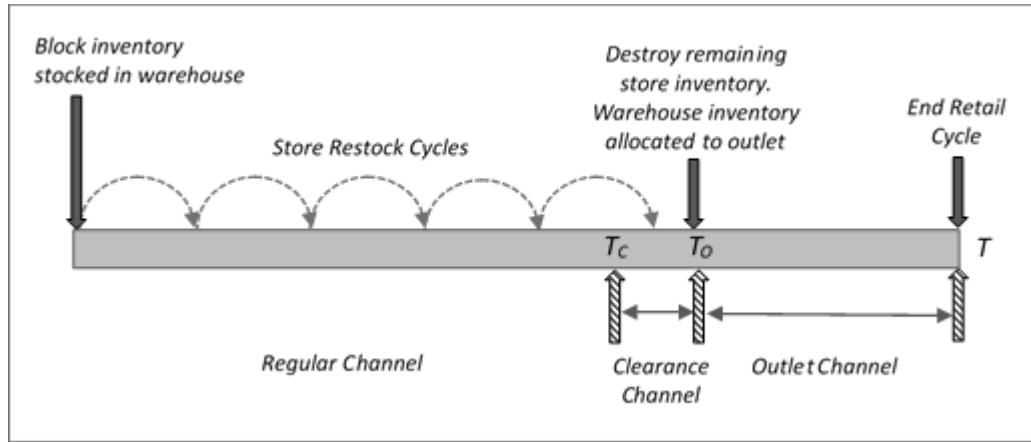 Block inventory
stocked in warehouse
Destroy remaining
store inventory.
Warehouse inventory
allocated to outlet
End Retail
Cycle
Store Restock Cycles
T_C
T_O
T
Regular Channel
Clearance
Channel
Outlet Channel